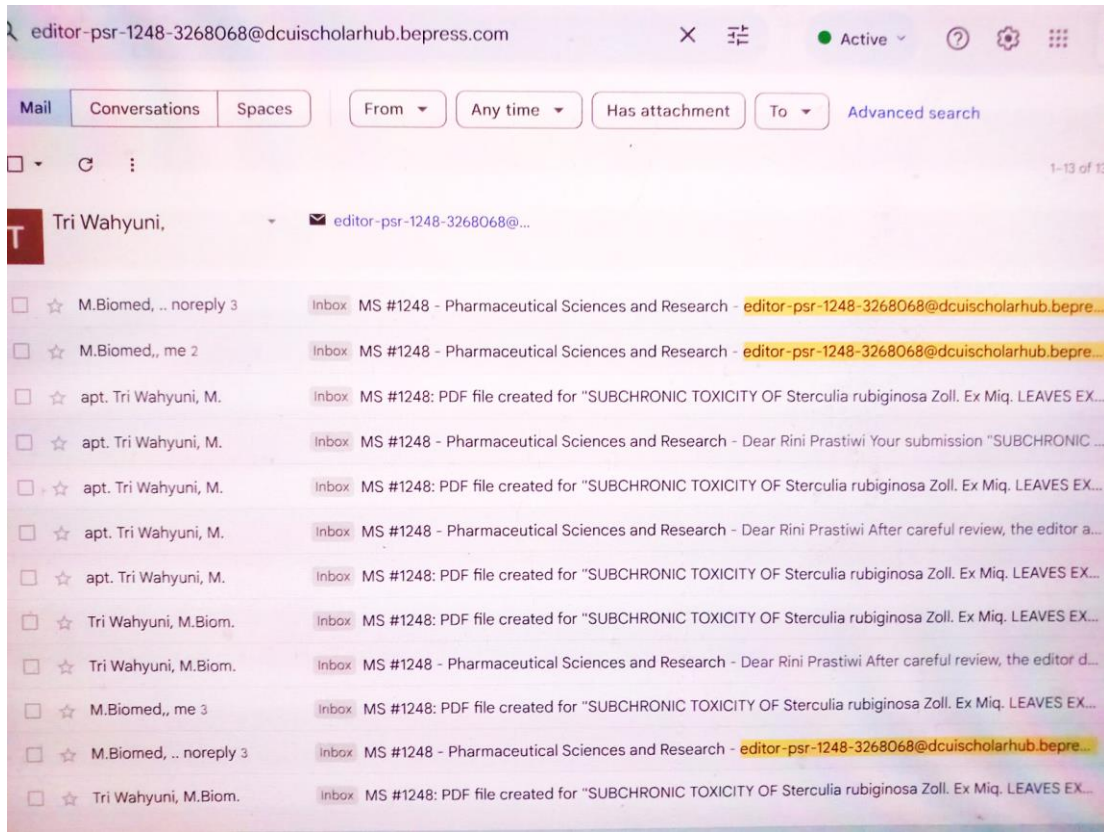 editor-psr-1248-3268068@dcuischolarhub.bepress.com Active
Mail Conversations Spaces From Any time Has attachment To Advanced search
1-13 of 13
T Tri Wahyuni, editor-psr-1248-3268068@...
M.Biomed, .. noreply 3 Inbox MS #1248 - Pharmaceutical Sciences and Research - editor-psr-1248-3268068@dcuischolarhub.bepre...
M.Biomed,, me 2 Inbox MS #1248 - Pharmaceutical Sciences and Research - editor-psr-1248-3268068@dcuischolarhub.bepre...
apt. Tri Wahyuni, M. Inbox MS #1248: PDF file created for "SUBCHRONIC TOXICITY OF Sterculia rubiginosa Zoll. Ex Miq. LEAVES EX...
apt. Tri Wahyuni, M. Inbox MS #1248 - Pharmaceutical Sciences and Research - Dear Rini Prastiwi Your submission "SUBCHRONIC ...
apt. Tri Wahyuni, M. Inbox MS #1248: PDF file created for "SUBCHRONIC TOXICITY OF Sterculia rubiginosa Zoll. Ex Miq. LEAVES EX...
apt. Tri Wahyuni, M. Inbox MS #1248 - Pharmaceutical Sciences and Research - Dear Rini Prastiwi After careful review, the editor a...
apt. Tri Wahyuni, M. Inbox MS #1248: PDF file created for "SUBCHRONIC TOXICITY OF Sterculia rubiginosa Zoll. Ex Miq. LEAVES EX...
Tri Wahyuni, M.Biom. Inbox MS #1248: PDF file created for "SUBCHRONIC TOXICITY OF Sterculia rubiginosa Zoll. Ex Miq. LEAVES EX...
Tri Wahyuni, M.Biom. Inbox MS #1248 - Pharmaceutical Sciences and Research - Dear Rini Prastiwi After careful review, the editor d...
M.Biomed,, me 3 Inbox MS #1248: PDF file created for "SUBCHRONIC TOXICITY OF Sterculia rubiginosa Zoll. Ex Miq. LEAVES EX...
M.Biomed, .. noreply 3 Inbox MS #1248 - Pharmaceutical Sciences and Research - editor-psr-1248-3268068@dcuischolarhub.bepre...
Tri Wahyuni, M.Biom. Inbox MS #1248: PDF file created for "SUBCHRONIC TOXICITY OF Sterculia rubiginosa Zoll. Ex Miq. LEAVES EX...